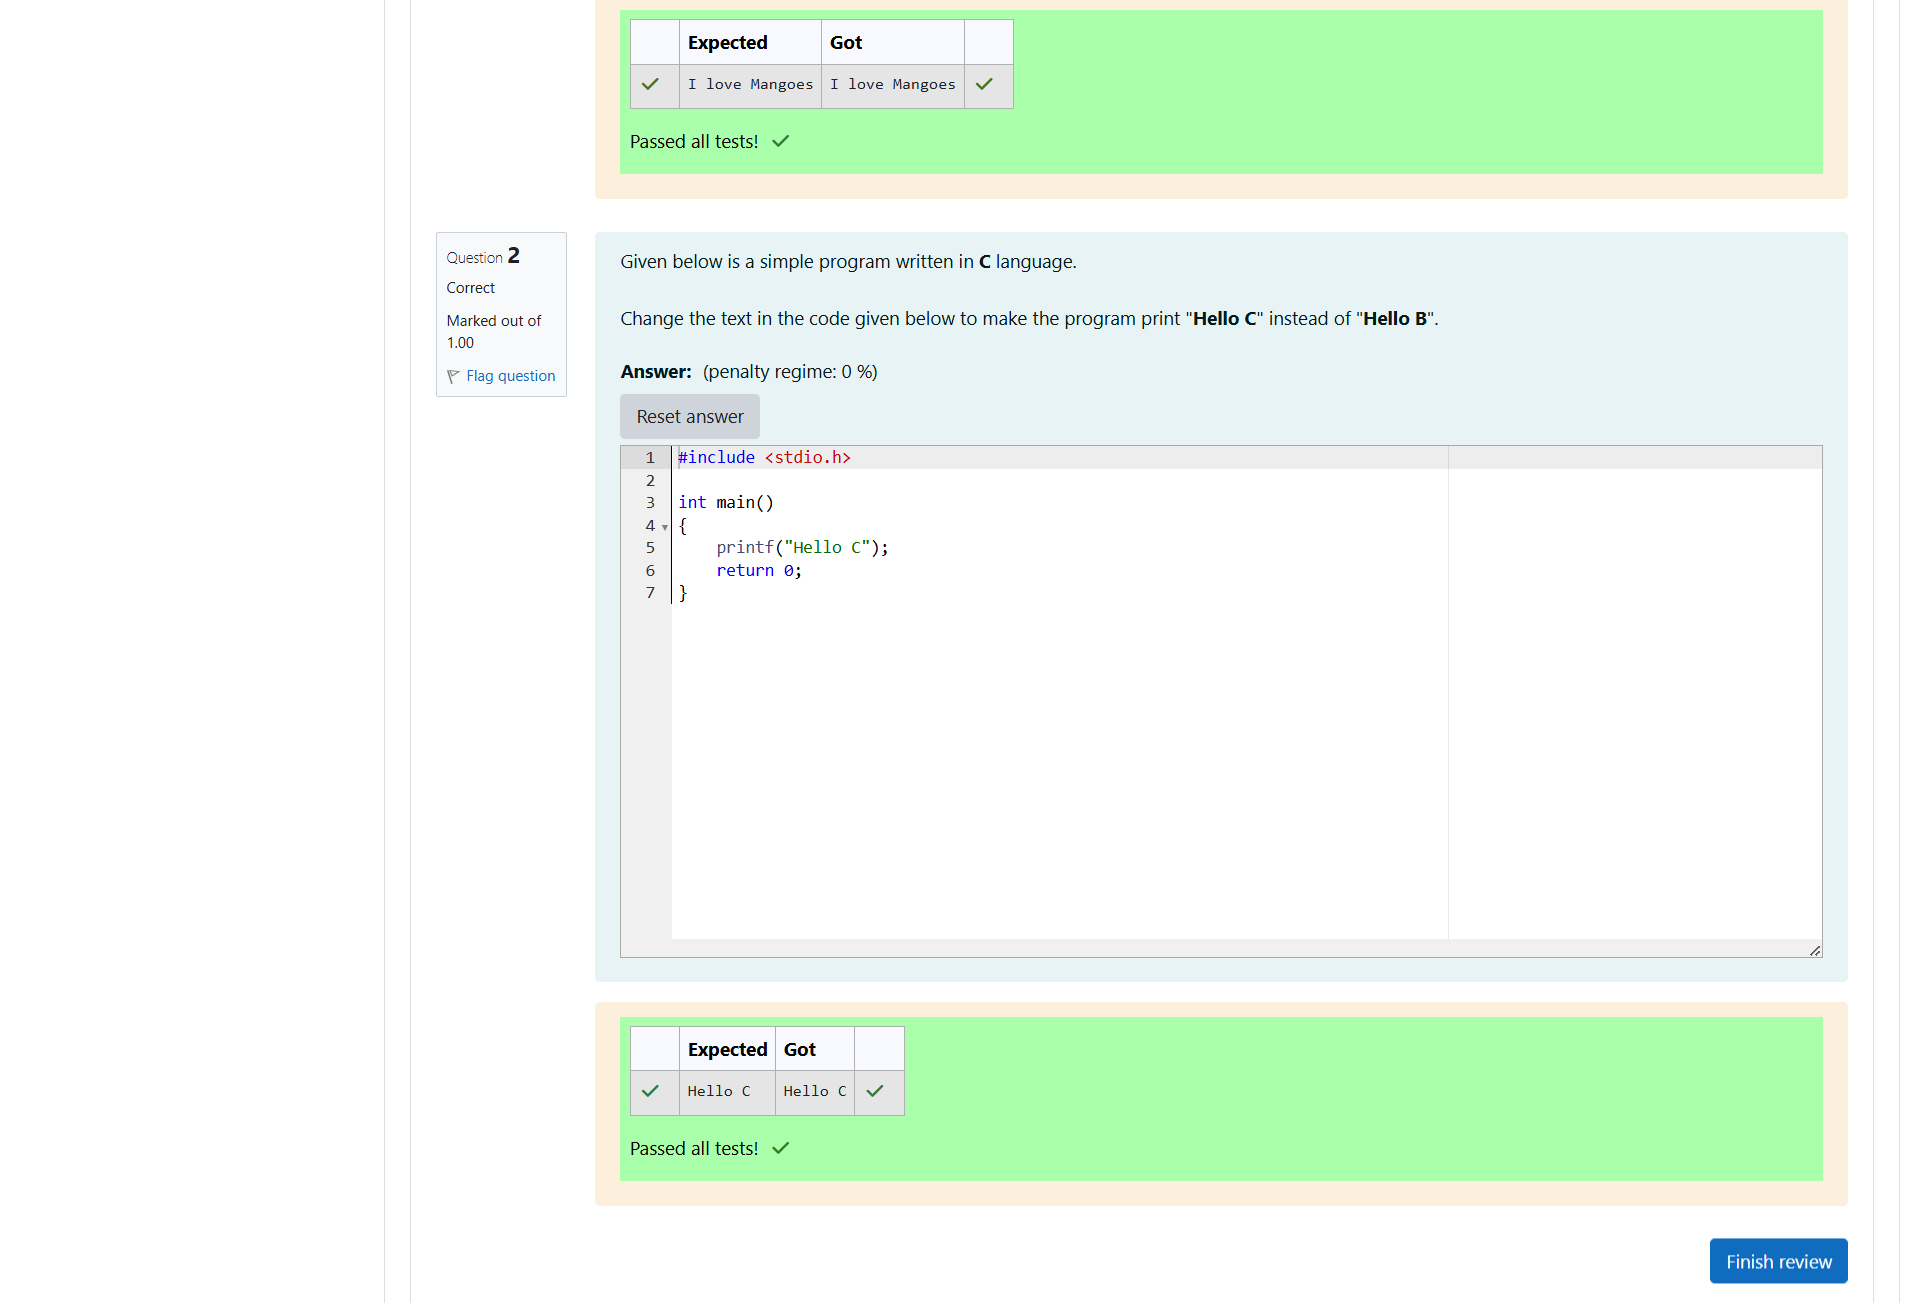 Expected Got
I love Mangoes I love Mangoes
Passed all tests!
Question 2
Correct
Marked out of
1.00
Flag question
Given below is a simple program written in C language.
Change the text in the code given below to make the program print "Hello C" instead of "Hello B".
Answer: (penalty regime: 0 %)
Reset answer
1 #include <stdio.h>
2
3 int main()
4 {
5     printf("Hello C");
6     return 0;
7 }
Expected Got
Hello C Hello C
Passed all tests!
Finish review